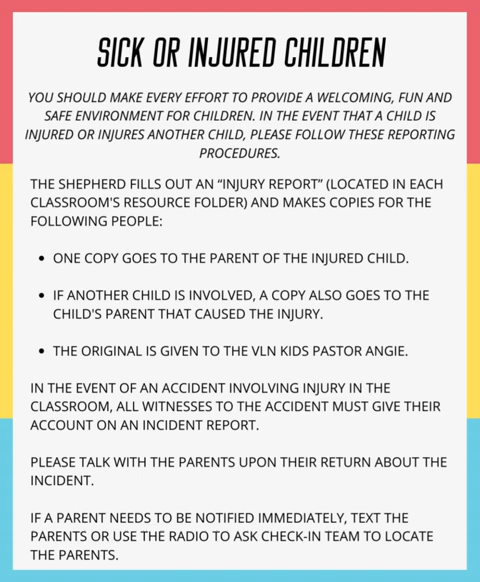 SICK OR INJURED CHILDREN
YOU SHOULD MAKE EVERY EFFORT TO PROVIDE A WELCOMING, FUN AND
SAFE ENVIRONMENT FOR CHILDREN. IN THE EVENT THAT A CHILD IS
INJURED OR INJURES ANOTHER CHILD, PLEASE FOLLOW THESE REPORTING
PROCEDURES.
THE SHEPHERD FILLS OUT AN “INJURY REPORT” (LOCATED IN EACH
CLASSROOM'S RESOURCE FOLDER) AND MAKES COPIES FOR THE
FOLLOWING PEOPLE:
• ONE COPY GOES TO THE PARENT OF THE INJURED CHILD.
• IF ANOTHER CHILD IS INVOLVED, A COPY ALSO GOES TO THE
CHILD'S PARENT THAT CAUSED THE INJURY.
• THE ORIGINAL IS GIVEN TO THE VLN KIDS PASTOR ANGIE.
IN THE EVENT OF AN ACCIDENT INVOLVING INJURY IN THE
CLASSROOM, ALL WITNESSES TO THE ACCIDENT MUST GIVE THEIR
ACCOUNT ON AN INCIDENT REPORT.
PLEASE TALK WITH THE PARENTS UPON THEIR RETURN ABOUT THE
INCIDENT.
IF A PARENT NEEDS TO BE NOTIFIED IMMEDIATELY, TEXT THE
PARENTS OR USE THE RADIO TO ASK CHECK-IN TEAM TO LOCATE
THE PARENTS.